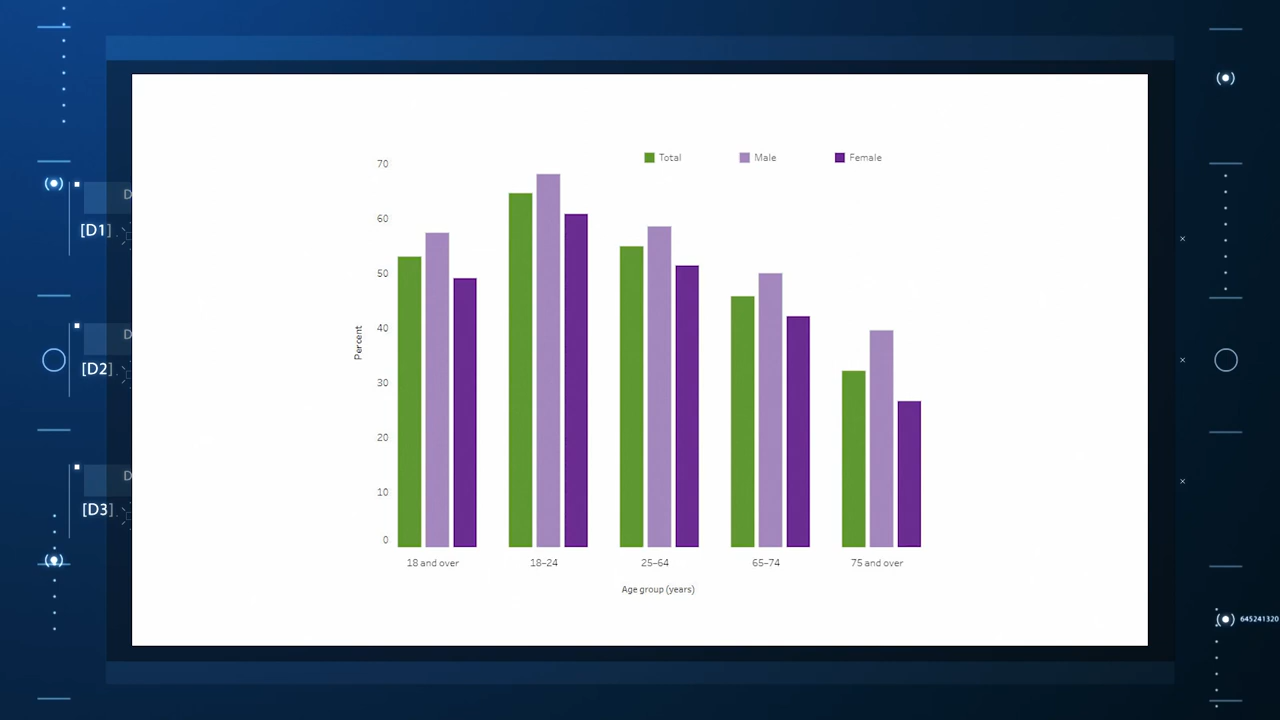 Total Male Female
70
60
50
40
30
20
10
0
Percent
18 and over 18–24 25–64 65–74 75 and over
Age group (years)
D
[D1]
D
[D2]
D
[D3]
645241320